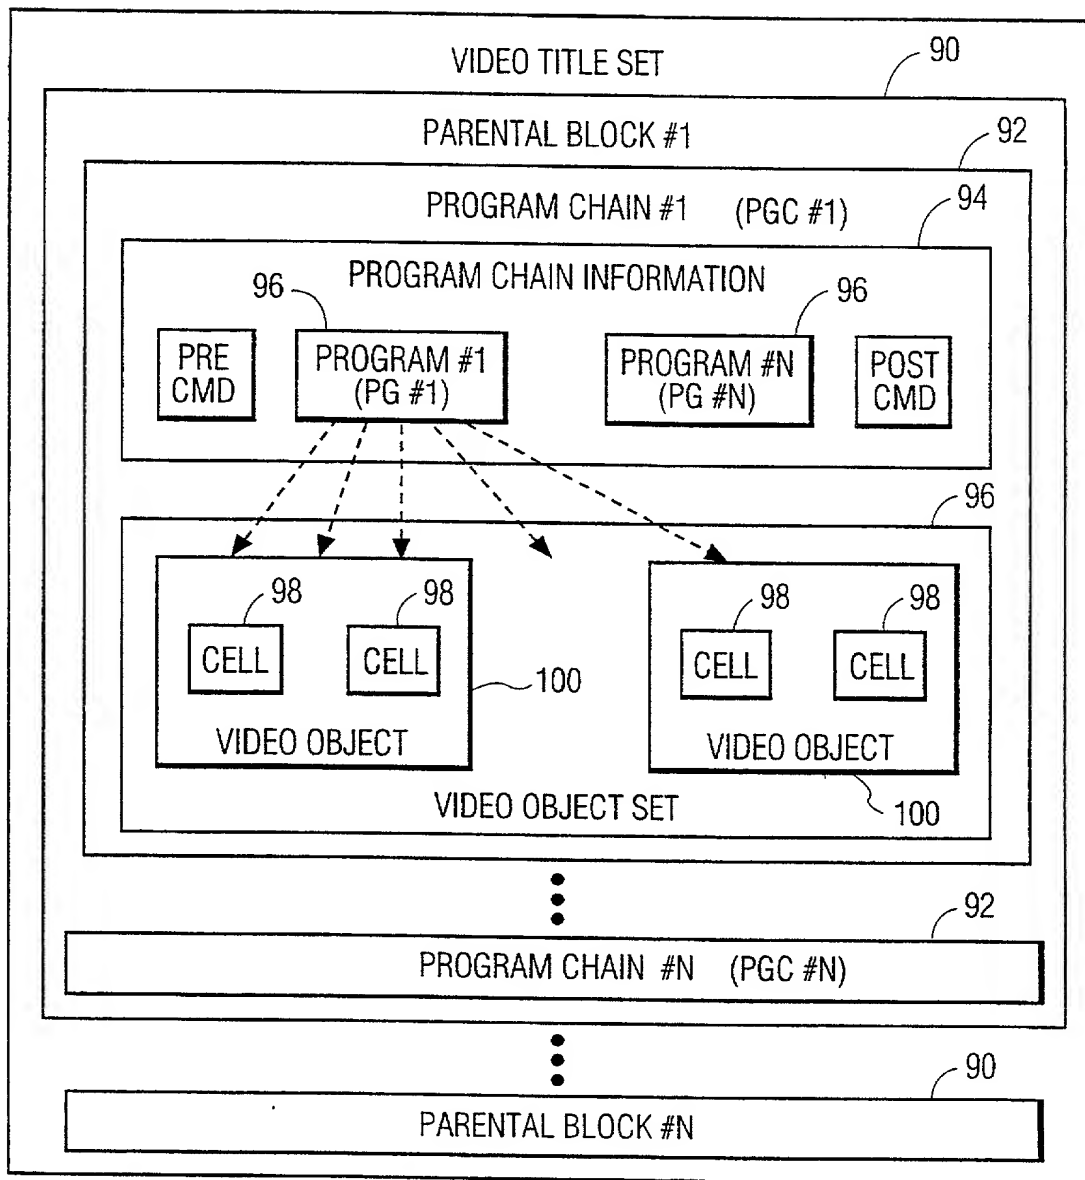 VIDEO TITLE SET
90
PARENTAL BLOCK #1
92
PROGRAM CHAIN #1 (PGC #1)
94
PROGRAM CHAIN INFORMATION
96
96
PRE
CMD
PROGRAM #1
(PG #1)
PROGRAM #N
(PG #N)
POST
CMD
96
98
98
98
98
CELL
CELL
CELL
CELL
100
VIDEO OBJECT
VIDEO OBJECT
VIDEO OBJECT SET
100
92
PROGRAM CHAIN #N (PGC #N)
90
PARENTAL BLOCK #N